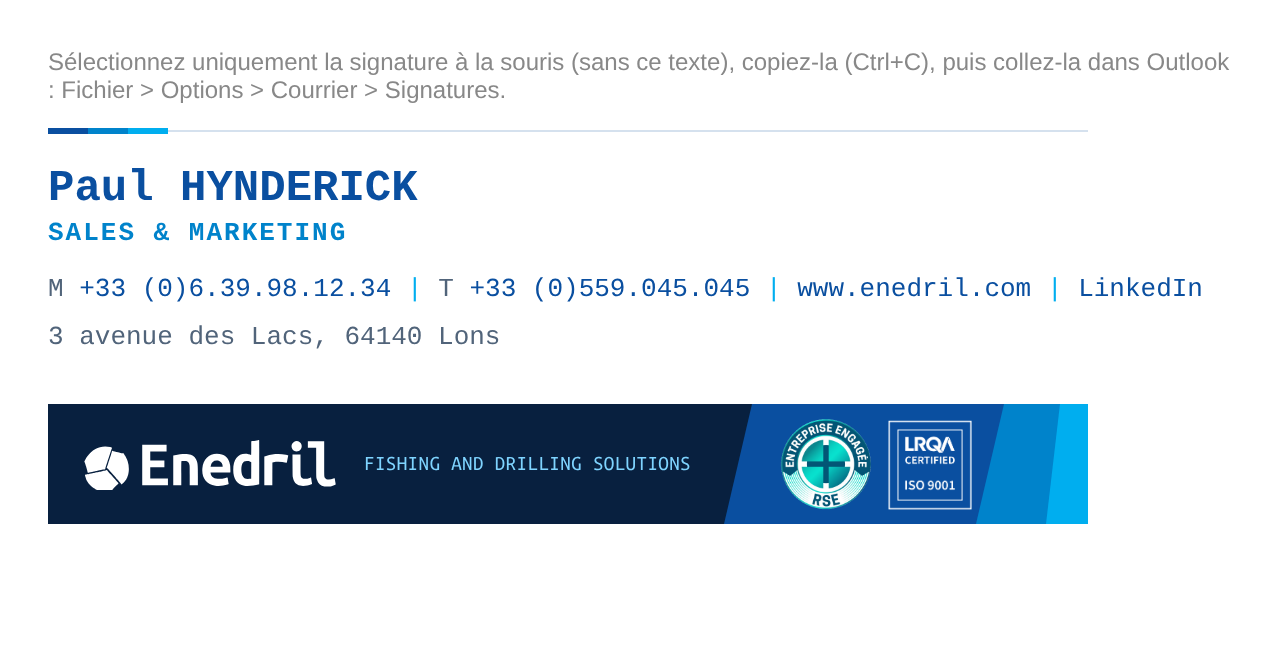 Sélectionnez uniquement la signature à la souris (sans ce texte), copiez-la (Ctrl+C), puis collez-la dans Outlook
: Fichier > Options > Courrier > Signatures.
Paul HYNDERICK
SALES & MARKETING
M +33 (0)6.39.98.12.34 | T +33 (0)559.045.045 | www.enedril.com | LinkedIn
3 avenue des Lacs, 64140 Lons
Enedril
FISHING AND DRILLING SOLUTIONS
ENTREPRISE ENGAGÉE
RSE
LRQA
CERTIFIED
ISO 9001